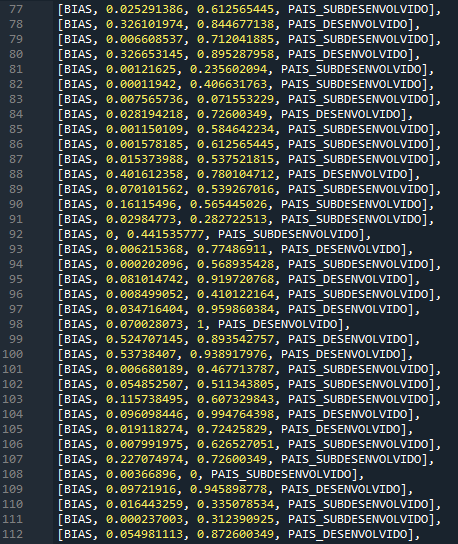 77 [BIAS, 0.025291386, 0.612565445, PAIS_SUBDESENVOLVIDO],
78 [BIAS, 0.326101974, 0.844677138, PAIS_DESENVOLVIDO],
79 [BIAS, 0.006608537, 0.712041885, PAIS_SUBDESENVOLVIDO],
80 [BIAS, 0.326653145, 0.895287958, PAIS_DESENVOLVIDO],
81 [BIAS, 0.00121625, 0.235602094, PAIS_SUBDESENVOLVIDO],
82 [BIAS, 0.00011942, 0.406631763, PAIS_SUBDESENVOLVIDO],
83 [BIAS, 0.007565736, 0.071553229, PAIS_SUBDESENVOLVIDO],
84 [BIAS, 0.028194218, 0.72600349, PAIS_DESENVOLVIDO],
85 [BIAS, 0.001150109, 0.584642234, PAIS_SUBDESENVOLVIDO],
86 [BIAS, 0.001578185, 0.612565445, PAIS_SUBDESENVOLVIDO],
87 [BIAS, 0.015373988, 0.537521815, PAIS_SUBDESENVOLVIDO],
88 [BIAS, 0.401612358, 0.780104712, PAIS_DESENVOLVIDO],
89 [BIAS, 0.070101562, 0.539267016, PAIS_SUBDESENVOLVIDO],
90 [BIAS, 0.16115496, 0.565445026, PAIS_SUBDESENVOLVIDO],
91 [BIAS, 0.02984773, 0.282722513, PAIS_SUBDESENVOLVIDO],
92 [BIAS, 0, 0.441535777, PAIS_SUBDESENVOLVIDO],
93 [BIAS, 0.006215368, 0.77486911, PAIS_DESENVOLVIDO],
94 [BIAS, 0.000202096, 0.568935428, PAIS_SUBDESENVOLVIDO],
95 [BIAS, 0.081014742, 0.919720768, PAIS_DESENVOLVIDO],
96 [BIAS, 0.008499052, 0.410122164, PAIS_SUBDESENVOLVIDO],
97 [BIAS, 0.034716404, 0.959860384, PAIS_DESENVOLVIDO],
98 [BIAS, 0.070028073, 1, PAIS_DESENVOLVIDO],
99 [BIAS, 0.524707145, 0.893542757, PAIS_DESENVOLVIDO],
100 [BIAS, 0.53738407, 0.938917976, PAIS_DESENVOLVIDO],
101 [BIAS, 0.006680189, 0.467713787, PAIS_SUBDESENVOLVIDO],
102 [BIAS, 0.054852507, 0.511343805, PAIS_SUBDESENVOLVIDO],
103 [BIAS, 0.115738495, 0.607329843, PAIS_SUBDESENVOLVIDO],
104 [BIAS, 0.096098446, 0.994764398, PAIS_DESENVOLVIDO],
105 [BIAS, 0.019118274, 0.72425829, PAIS_DESENVOLVIDO],
106 [BIAS, 0.007991975, 0.626527051, PAIS_SUBDESENVOLVIDO],
107 [BIAS, 0.227074974, 0.72600349, PAIS_SUBDESENVOLVIDO],
108 [BIAS, 0.00366896, 0, PAIS_SUBDESENVOLVIDO],
109 [BIAS, 0.09721916, 0.945898778, PAIS_DESENVOLVIDO],
110 [BIAS, 0.016443259, 0.335078534, PAIS_SUBDESENVOLVIDO],
111 [BIAS, 0.000237003, 0.312390925, PAIS_SUBDESENVOLVIDO],
112 [BIAS, 0.054981113, 0.872600349, PAIS_DESENVOLVIDO],